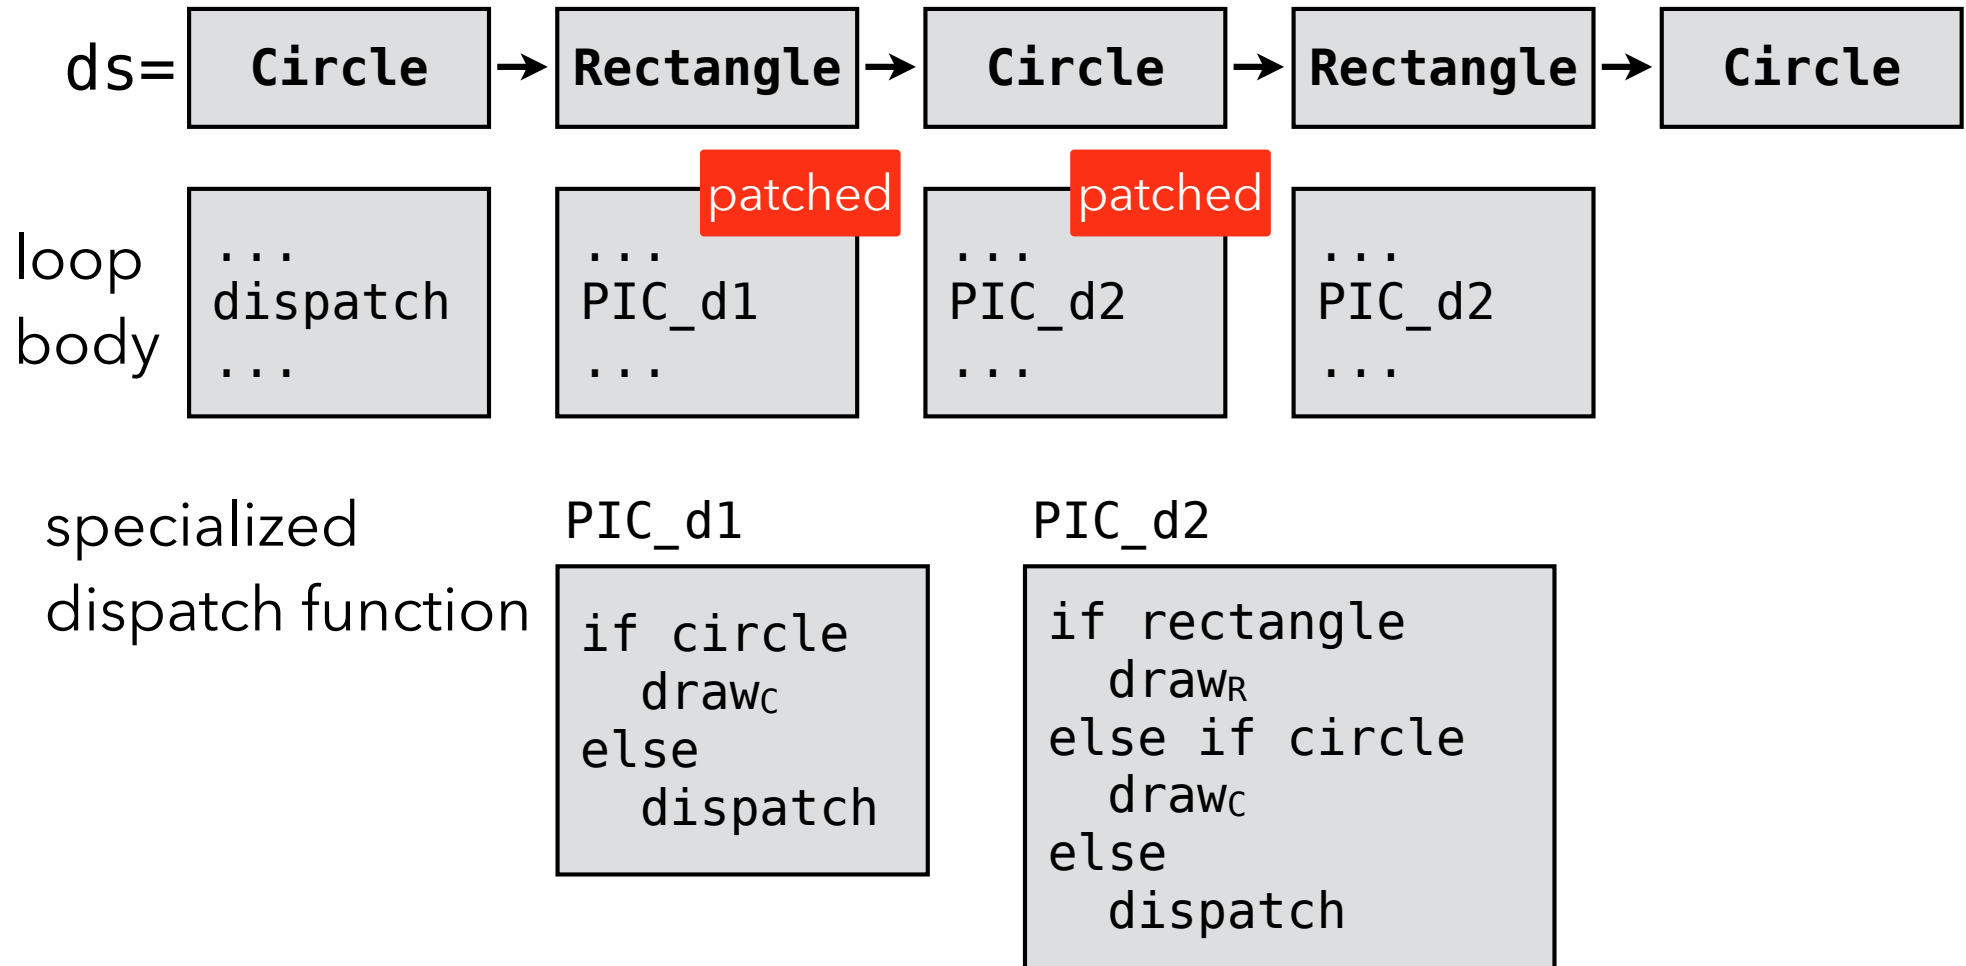 ds= Circle Rectangle Circle Rectangle Circle
patched patched
loop
body
...
dispatch
...
...
PIC_d1
...
...
PIC_d2
...
...
PIC_d2
...
specialized
dispatch function
PIC_d1
if circle
  drawC
else
  dispatch
PIC_d2
if rectangle
  drawR
else if circle
  drawC
else
  dispatch